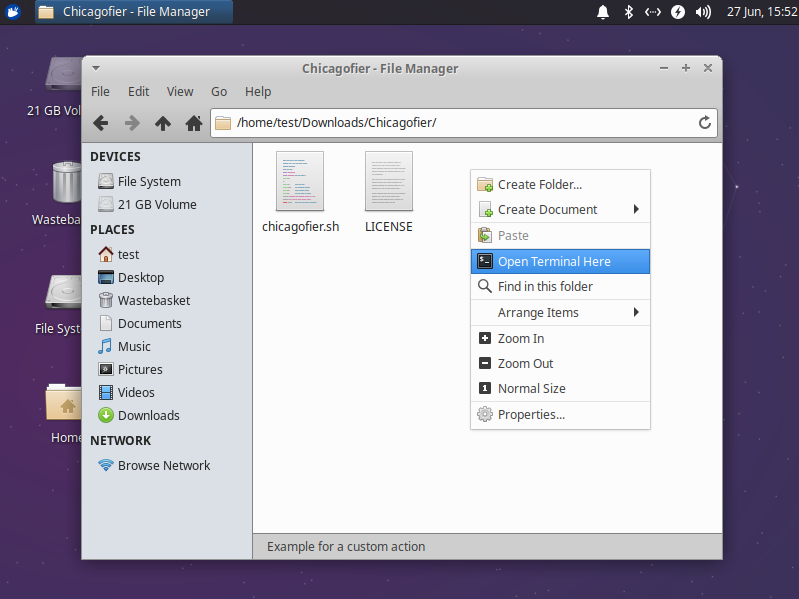 Chicagofier - File Manager
27 Jun, 15:52
Chicagofier - File Manager
File Edit View Go Help
/home/test/Downloads/Chicagofier/
21 GB Vol
Wasteba
File Syst
Home
DEVICES
File System
21 GB Volume
PLACES
test
Desktop
Wastebasket
Documents
Music
Pictures
Videos
Downloads
NETWORK
Browse Network
chicagofier.sh
LICENSE
Create Folder...
Create Document
Paste
Open Terminal Here
Find in this folder
Arrange Items
Zoom In
Zoom Out
Normal Size
Properties...
Example for a custom action